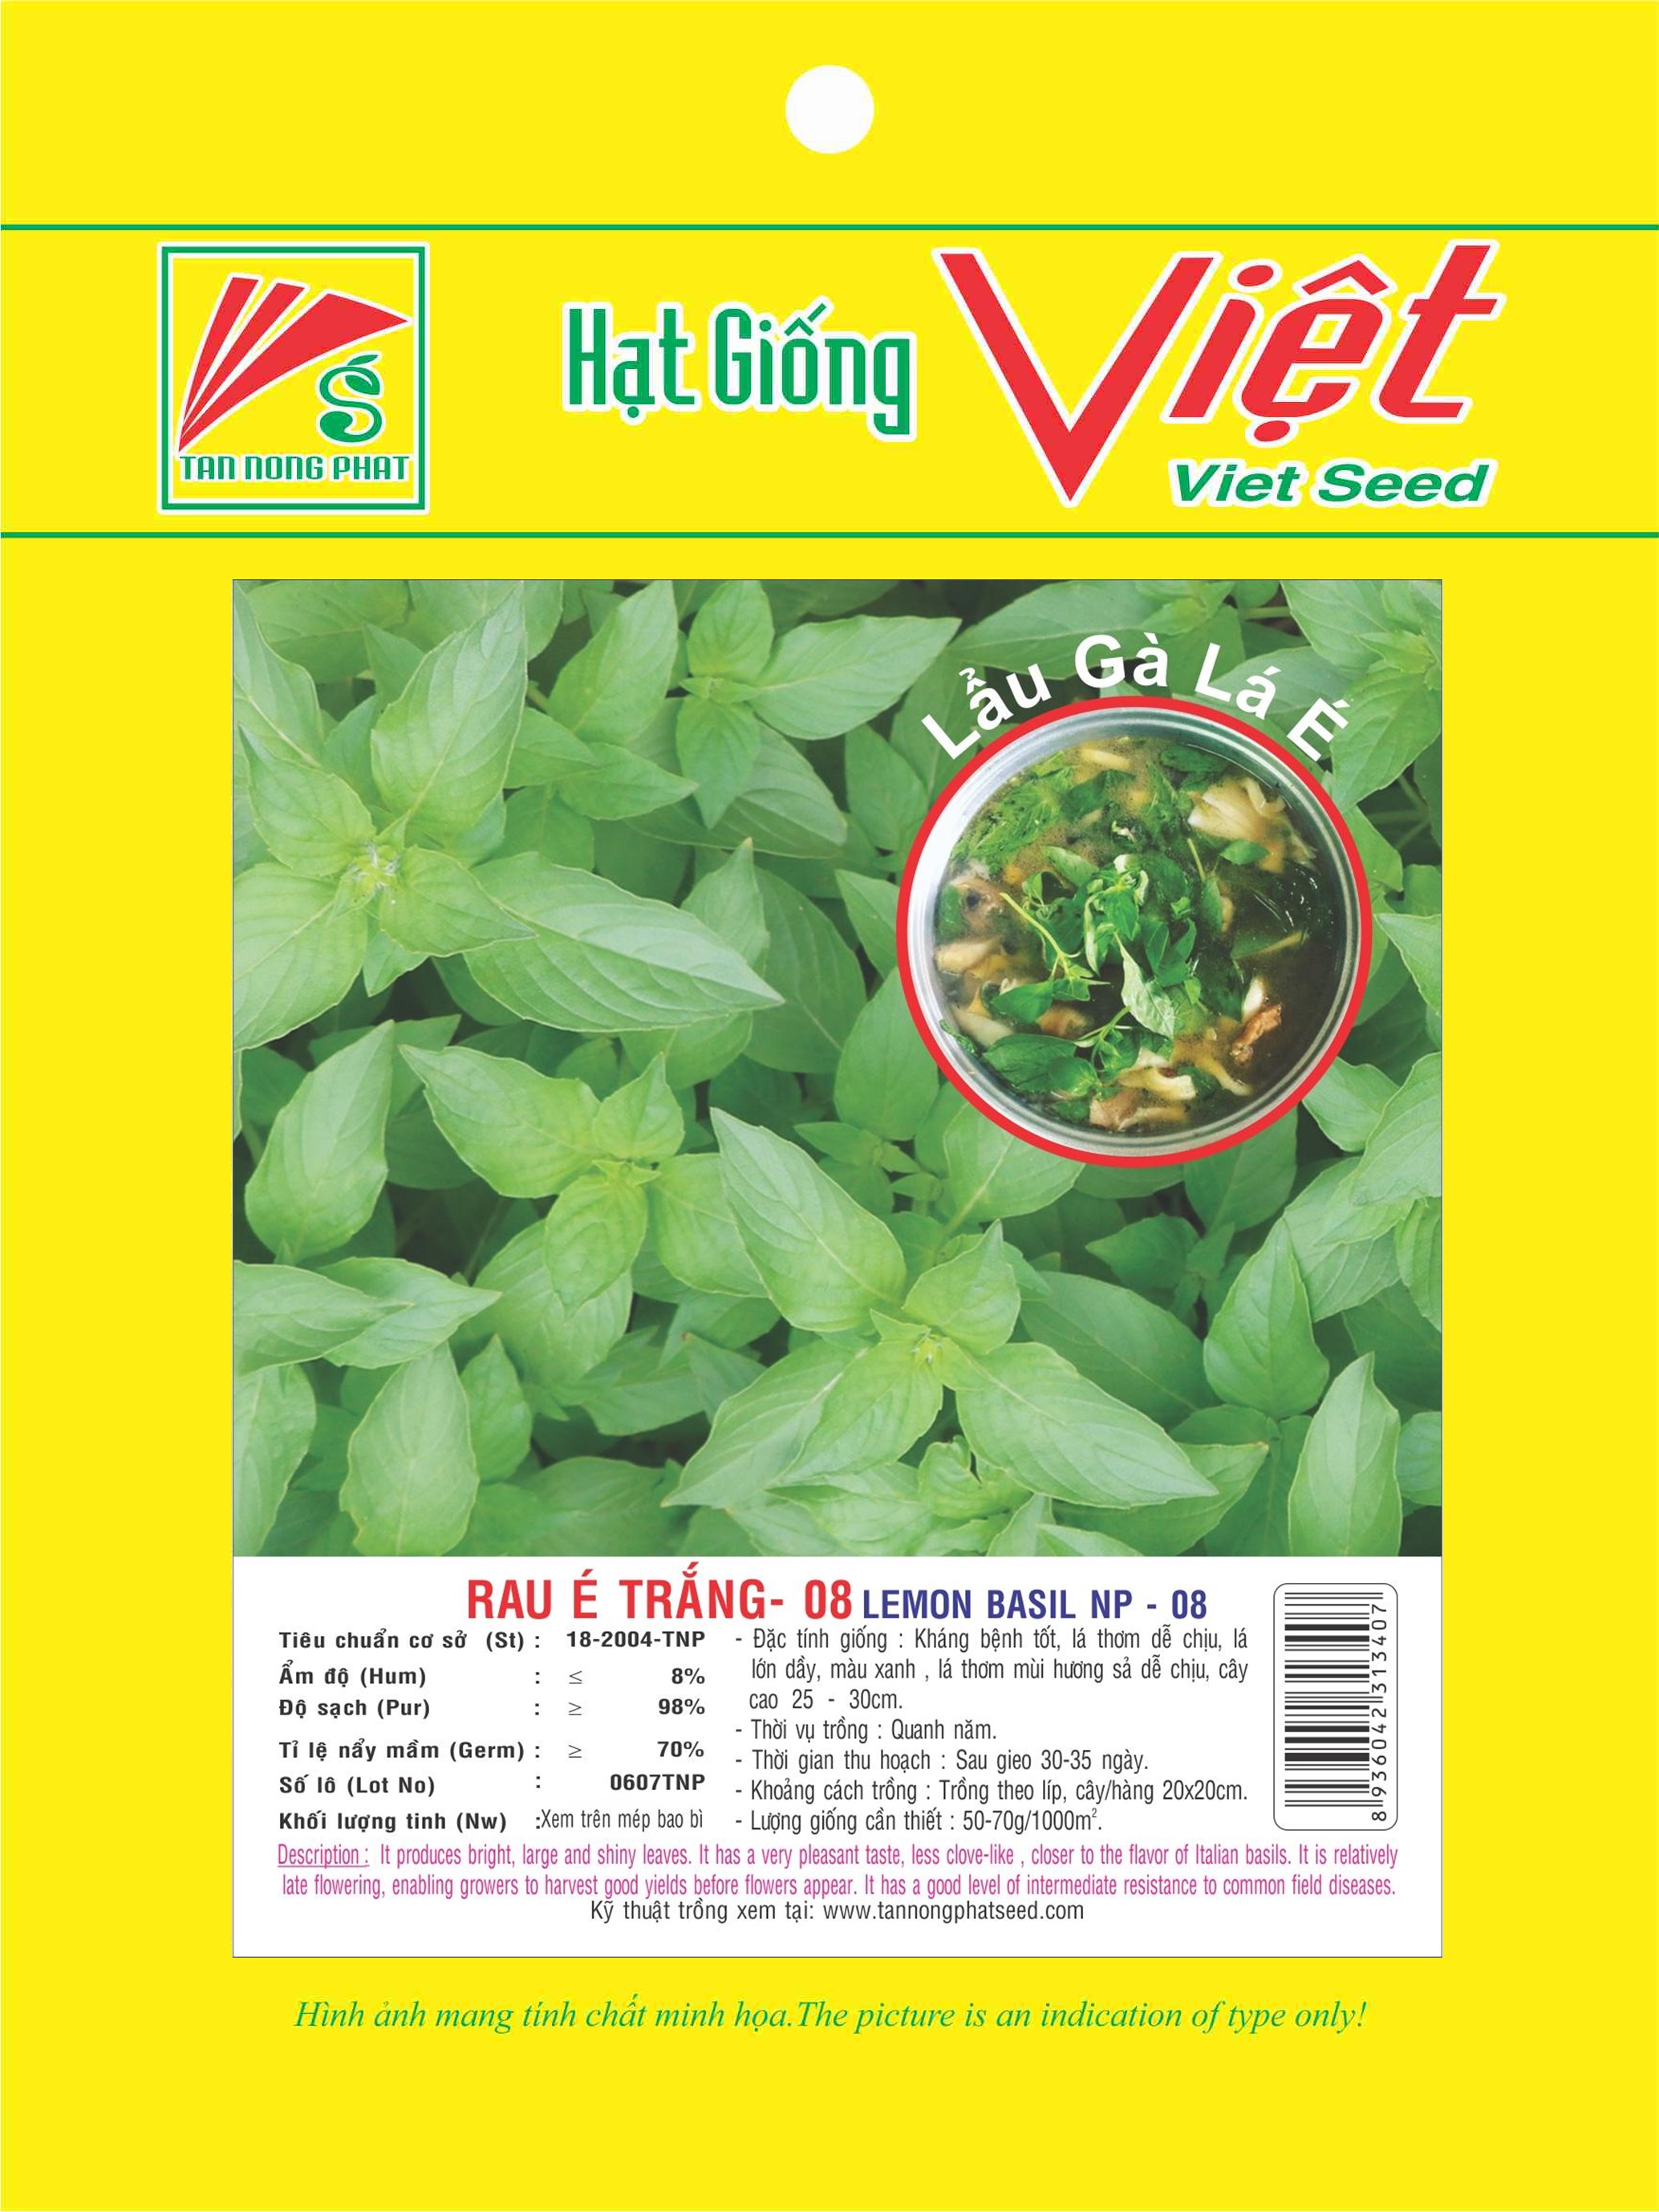 TAN NONG PHAT
Hạt Giống Việt
Viet Seed
Lẩu Gà Lá É
RAU É TRẮNG- 08 LEMON BASIL NP - 08
Tiêu chuẩn cơ sở (St) : 18-2004-TNP
Ẩm độ (Hum) : ≤ 8%
Độ sạch (Pur) : ≥ 98%
Tỉ lệ nẩy mầm (Germ) : ≥ 70%
Số lô (Lot No) : 0607TNP
Khối lượng tinh (Nw) :Xem trên mép bao bì
- Đặc tính giống : Kháng bệnh tốt, lá thơm dễ chịu, lá
lớn dầy, màu xanh , lá thơm mùi hương sả dễ chịu, cây
cao 25 - 30cm.
- Thời vụ trồng : Quanh năm.
- Thời gian thu hoạch : Sau gieo 30-35 ngày.
- Khoảng cách trồng : Trồng theo líp, cây/hàng 20x20cm.
- Lượng giống cần thiết : 50-70g/1000m².
8936042313407
Description : It produces bright, large and shiny leaves. It has a very pleasant taste, less clove-like , closer to the flavor of Italian basils. It is relatively
late flowering, enabling growers to harvest good yields before flowers appear. It has a good level of intermediate resistance to common field diseases.
Kỹ thuật trồng xem tại: www.tannongphatseed.com
Hình ảnh mang tính chất minh họa.The picture is an indication of type only!